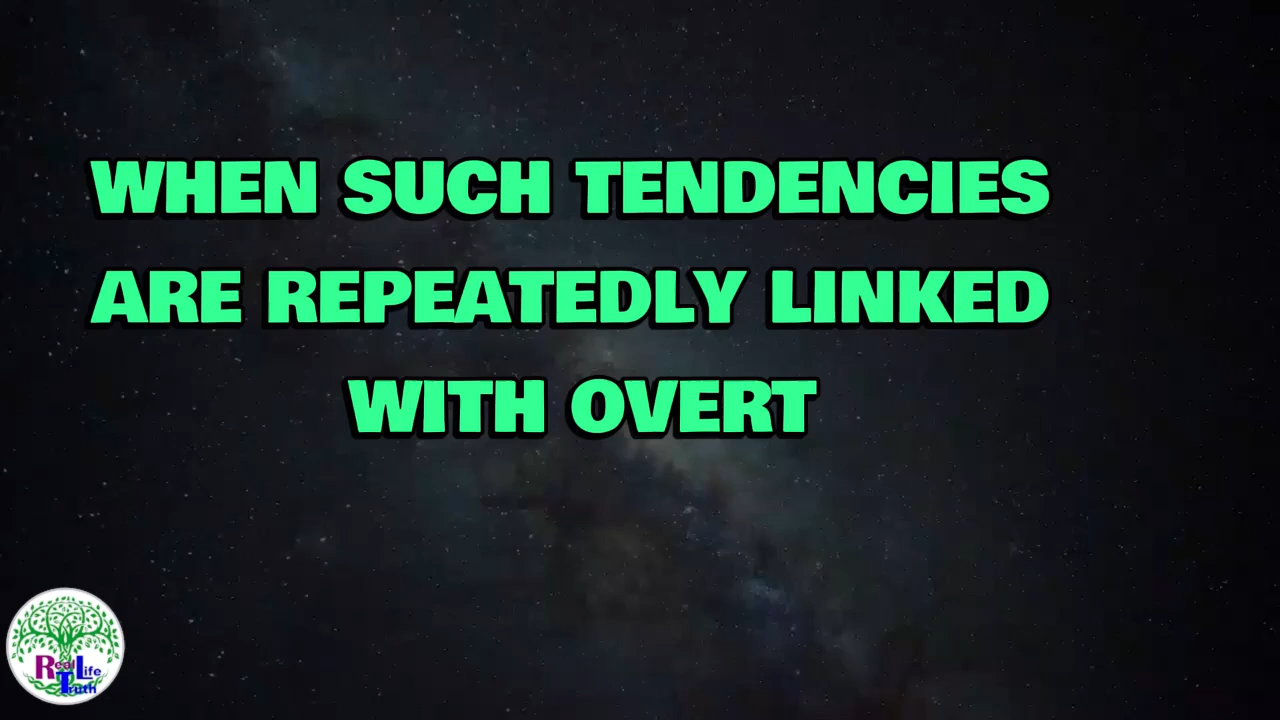 WHEN SUCH TENDENCIES
ARE REPEATEDLY LINKED
WITH OVERT
Real Life
Truth